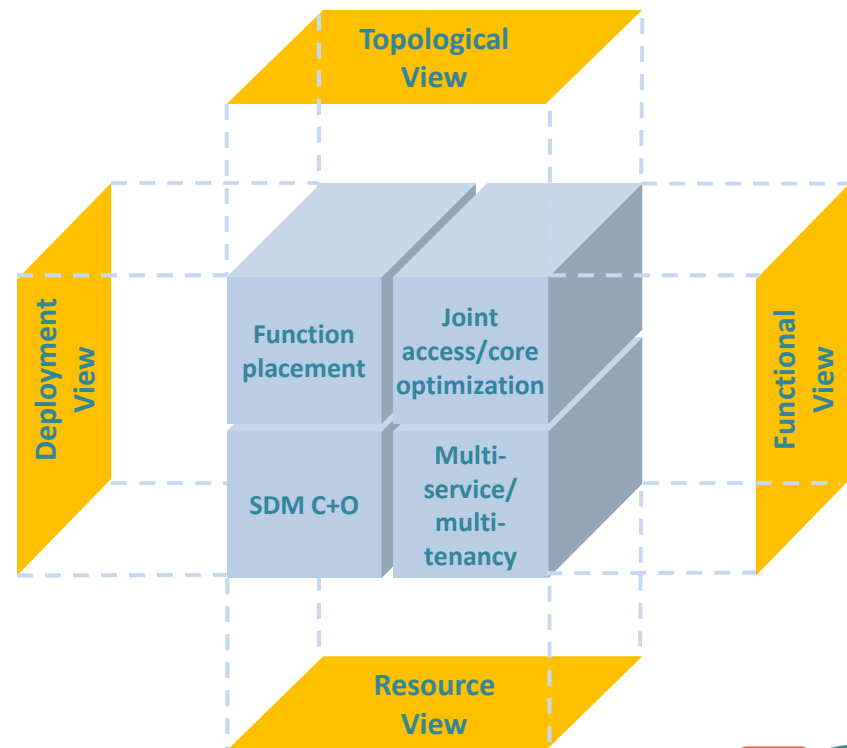 Topological
View
Deployment
View
Function
placement
Joint
access/core
optimization
Functional
View
SDM C+O
Multi-
service/
multi-
tenancy
Resource
View